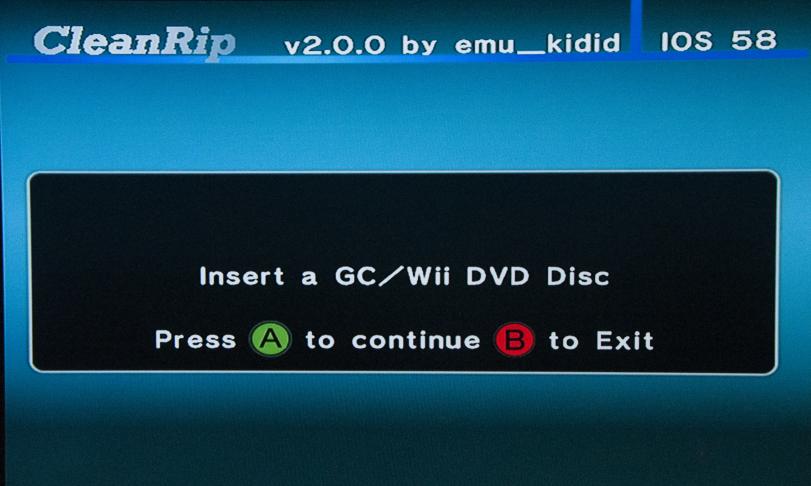 CleanRip v2.0.0 by emu_kidid IOS 58
Insert a GC/Wii DVD Disc
Press A to continue B to Exit